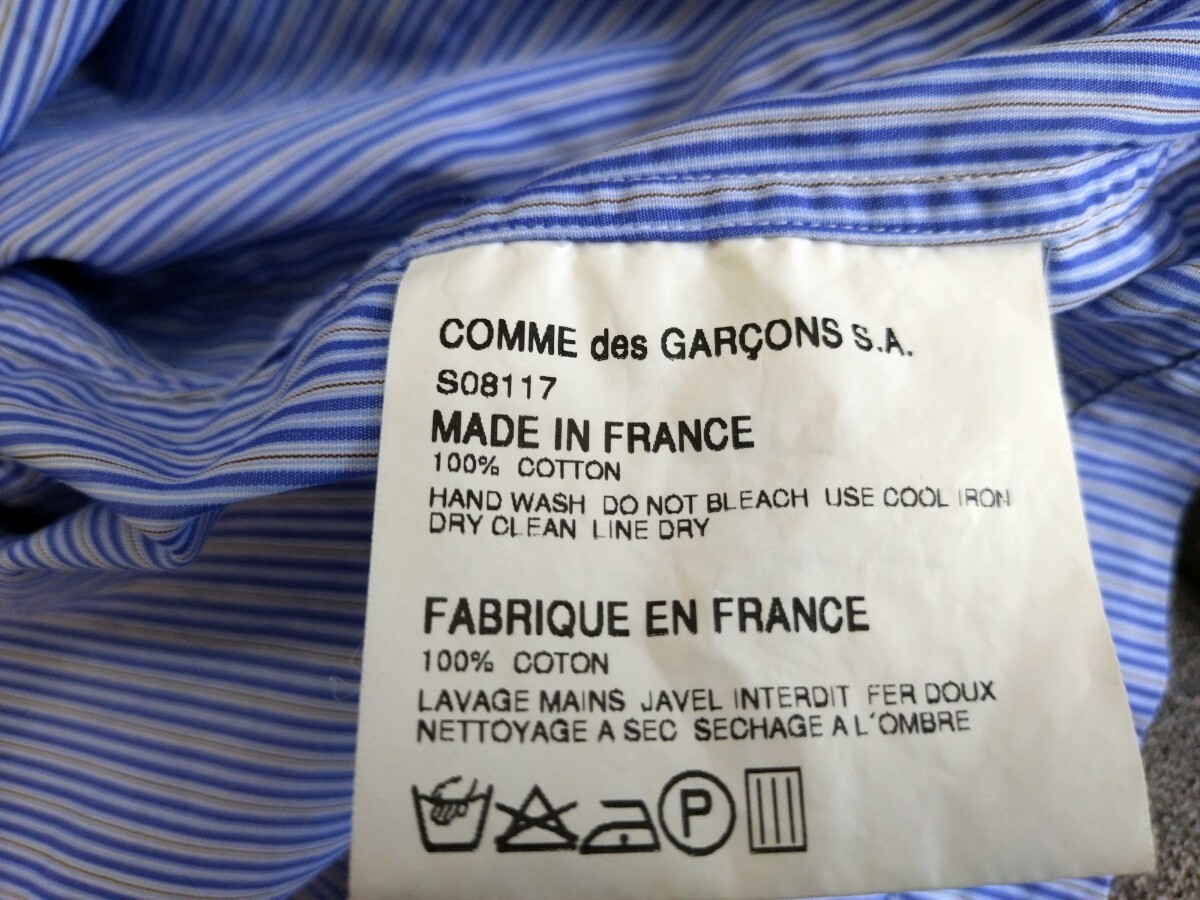 COMME des GARÇONS S.A.
S08117
MADE IN FRANCE
100% COTTON
HAND WASH DO NOT BLEACH USE COOL IRON
DRY CLEAN LINE DRY
FABRIQUE EN FRANCE
100% COTON
LAVAGE MAINS JAVEL INTERDIT FER DOUX
NETTOYAGE A SEC SECHAGE A L'OMBRE
P